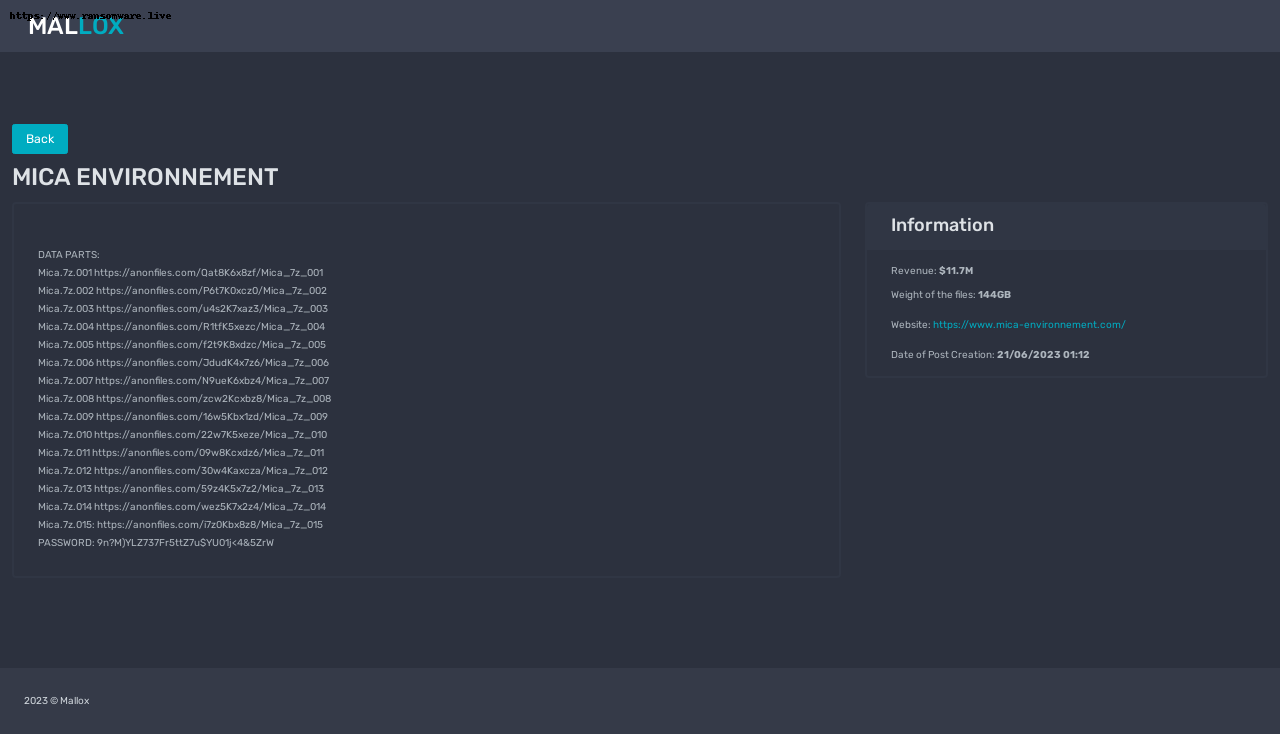 https://www.ransomware.live
MALLOX
Back
MICA ENVIRONNEMENT
DATA PARTS:
Mica.7z.001 https://anonfiles.com/Qat8K6x8zf/Mica_7z_001
Mica.7z.002 https://anonfiles.com/P6t7K0xcz0/Mica_7z_002
Mica.7z.003 https://anonfiles.com/u4s2K7xaz3/Mica_7z_003
Mica.7z.004 https://anonfiles.com/R1tfK5xezc/Mica_7z_004
Mica.7z.005 https://anonfiles.com/f2t9K8xdzc/Mica_7z_005
Mica.7z.006 https://anonfiles.com/JdudK4x7z6/Mica_7z_006
Mica.7z.007 https://anonfiles.com/N9ueK6xbz4/Mica_7z_007
Mica.7z.008 https://anonfiles.com/zcw2Kcxbz8/Mica_7z_008
Mica.7z.009 https://anonfiles.com/16w5Kbx1zd/Mica_7z_009
Mica.7z.010 https://anonfiles.com/22w7K5xeze/Mica_7z_010
Mica.7z.011 https://anonfiles.com/09w8Kcxdz6/Mica_7z_011
Mica.7z.012 https://anonfiles.com/30w4Kaxcza/Mica_7z_012
Mica.7z.013 https://anonfiles.com/59z4K5x7z2/Mica_7z_013
Mica.7z.014 https://anonfiles.com/wez5K7x2z4/Mica_7z_014
Mica.7z.015: https://anonfiles.com/i7z0Kbx8z8/Mica_7z_015
PASSWORD: 9n?M)YLZ737Fr5ttZ7u$YU01j<4&5ZrW
Information
Revenue: $11.7M
Weight of the files: 144GB
Website: https://www.mica-environnement.com/
Date of Post Creation: 21/06/2023 01:12
2023 © Mallox